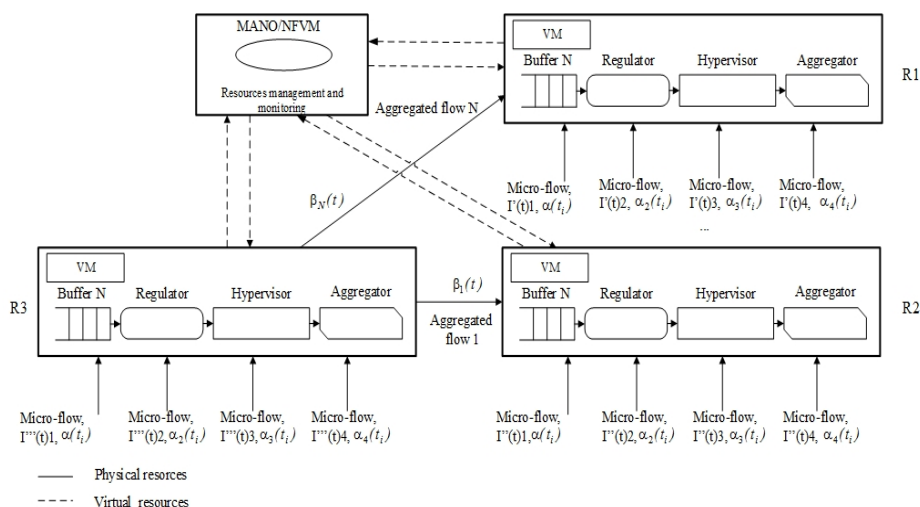 MANO/NFVM
Resources management and
monitoring
VM
Buffer N
Regulator
Hypervisor
Aggregator
R1
Aggregated flow N
βN(t)
Micro-flow,
I'(t)1, α(ti)
Micro-flow,
I'(t)2, α2(ti)
Micro-flow,
I'(t)3, α3(ti)
Micro-flow,
I'(t)4, α4(ti)
...
R3
VM
Buffer N
Regulator
Hypervisor
Aggregator
β1(t)
Aggregated
flow 1
VM
Buffer N
Regulator
Hypervisor
Aggregator
R2
Micro-flow,
I'''(t)1, α(ti)
Micro-flow,
I'''(t)2, α2(ti)
Micro-flow,
I'''(t)3, α3(ti)
Micro-flow,
I'''(t)4, α4(ti)
Micro-flow,
I''(t)1, α(ti)
Micro-flow,
I''(t)2, α2(ti)
Micro-flow,
I''(t)3, α3(ti)
Micro-flow,
I''(t)4, α4(ti)
Physical resorces
Virtual resources